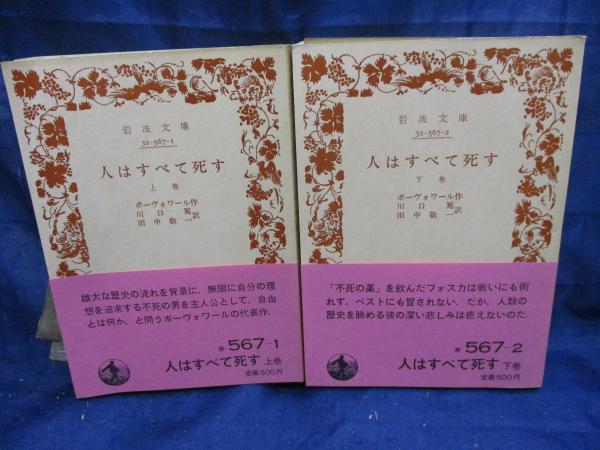 岩波文庫
32-567-1
人はすべて死す
上巻
ボーヴォワール作
川口篤
田中敬一訳
雄大な歴史の流れを背景に、無限に自分の理
想を追求する不死の男を主人公として、自由
とは何か、と問うボーヴォワールの代表作.
赤 567-1
人はすべて死す 上巻
定価500円
岩波文庫
32-567-2
人はすべて死す
下巻
ボーヴォワール作
川口篤
田中敬一訳
「不死の薬」を飲んだフォスカは戦いにも倒
れず、ペストにも冒されない. だが、人類の
歴史を眺める彼の深い悲しみは癒えないのだ.
赤 567-2
人はすべて死す 下巻
定価500円